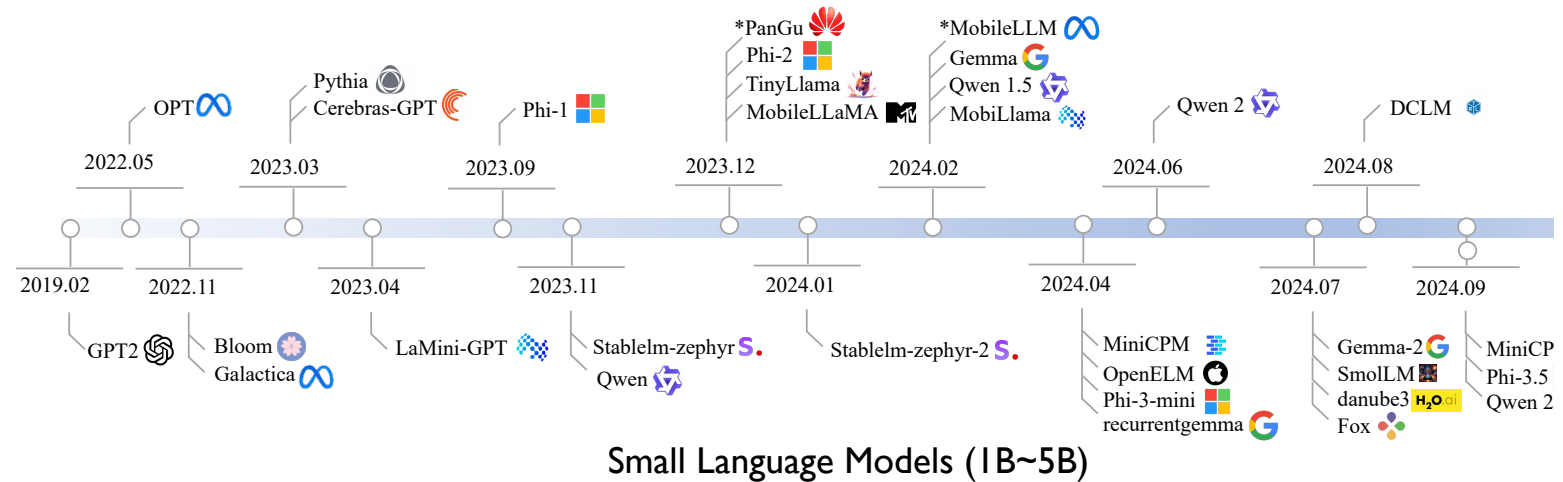 *PanGu
Phi-2
TinyLlama
MobileLLaMA
*MobileLLM
Gemma
Qwen 1.5
MobiLlama
Pythia
Cerebras-GPT
OPT
Phi-1
Qwen 2
DCLM
2022.05
2023.03
2023.09
2023.12
2024.02
2024.06
2024.08
2019.02
2022.11
2023.04
2023.11
2024.01
2024.04
2024.07
2024.09
GPT2
Bloom
Galactica
LaMini-GPT
Stablelm-zephyr S.
Qwen
Stablelm-zephyr-2 S.
MiniCPM
OpenELM
Phi-3-mini
recurrentgemma
Gemma-2
SmolLM
danube3 H2O.ai
Fox
MiniCP
Phi-3.5
Qwen 2
Small Language Models (1B~5B)